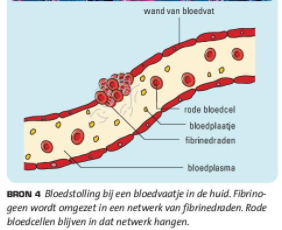 wand van bloedvat
rode bloedcel
bloedplaatje
fibrinedraden
bloedplasma
BRON 4 Bloedstolling bij een bloedvaatje in de huid. Fibrino-
geen wordt omgezet in een netwerk van fibrinedraden. Rode
bloedcellen blijven in dat netwerk hangen.